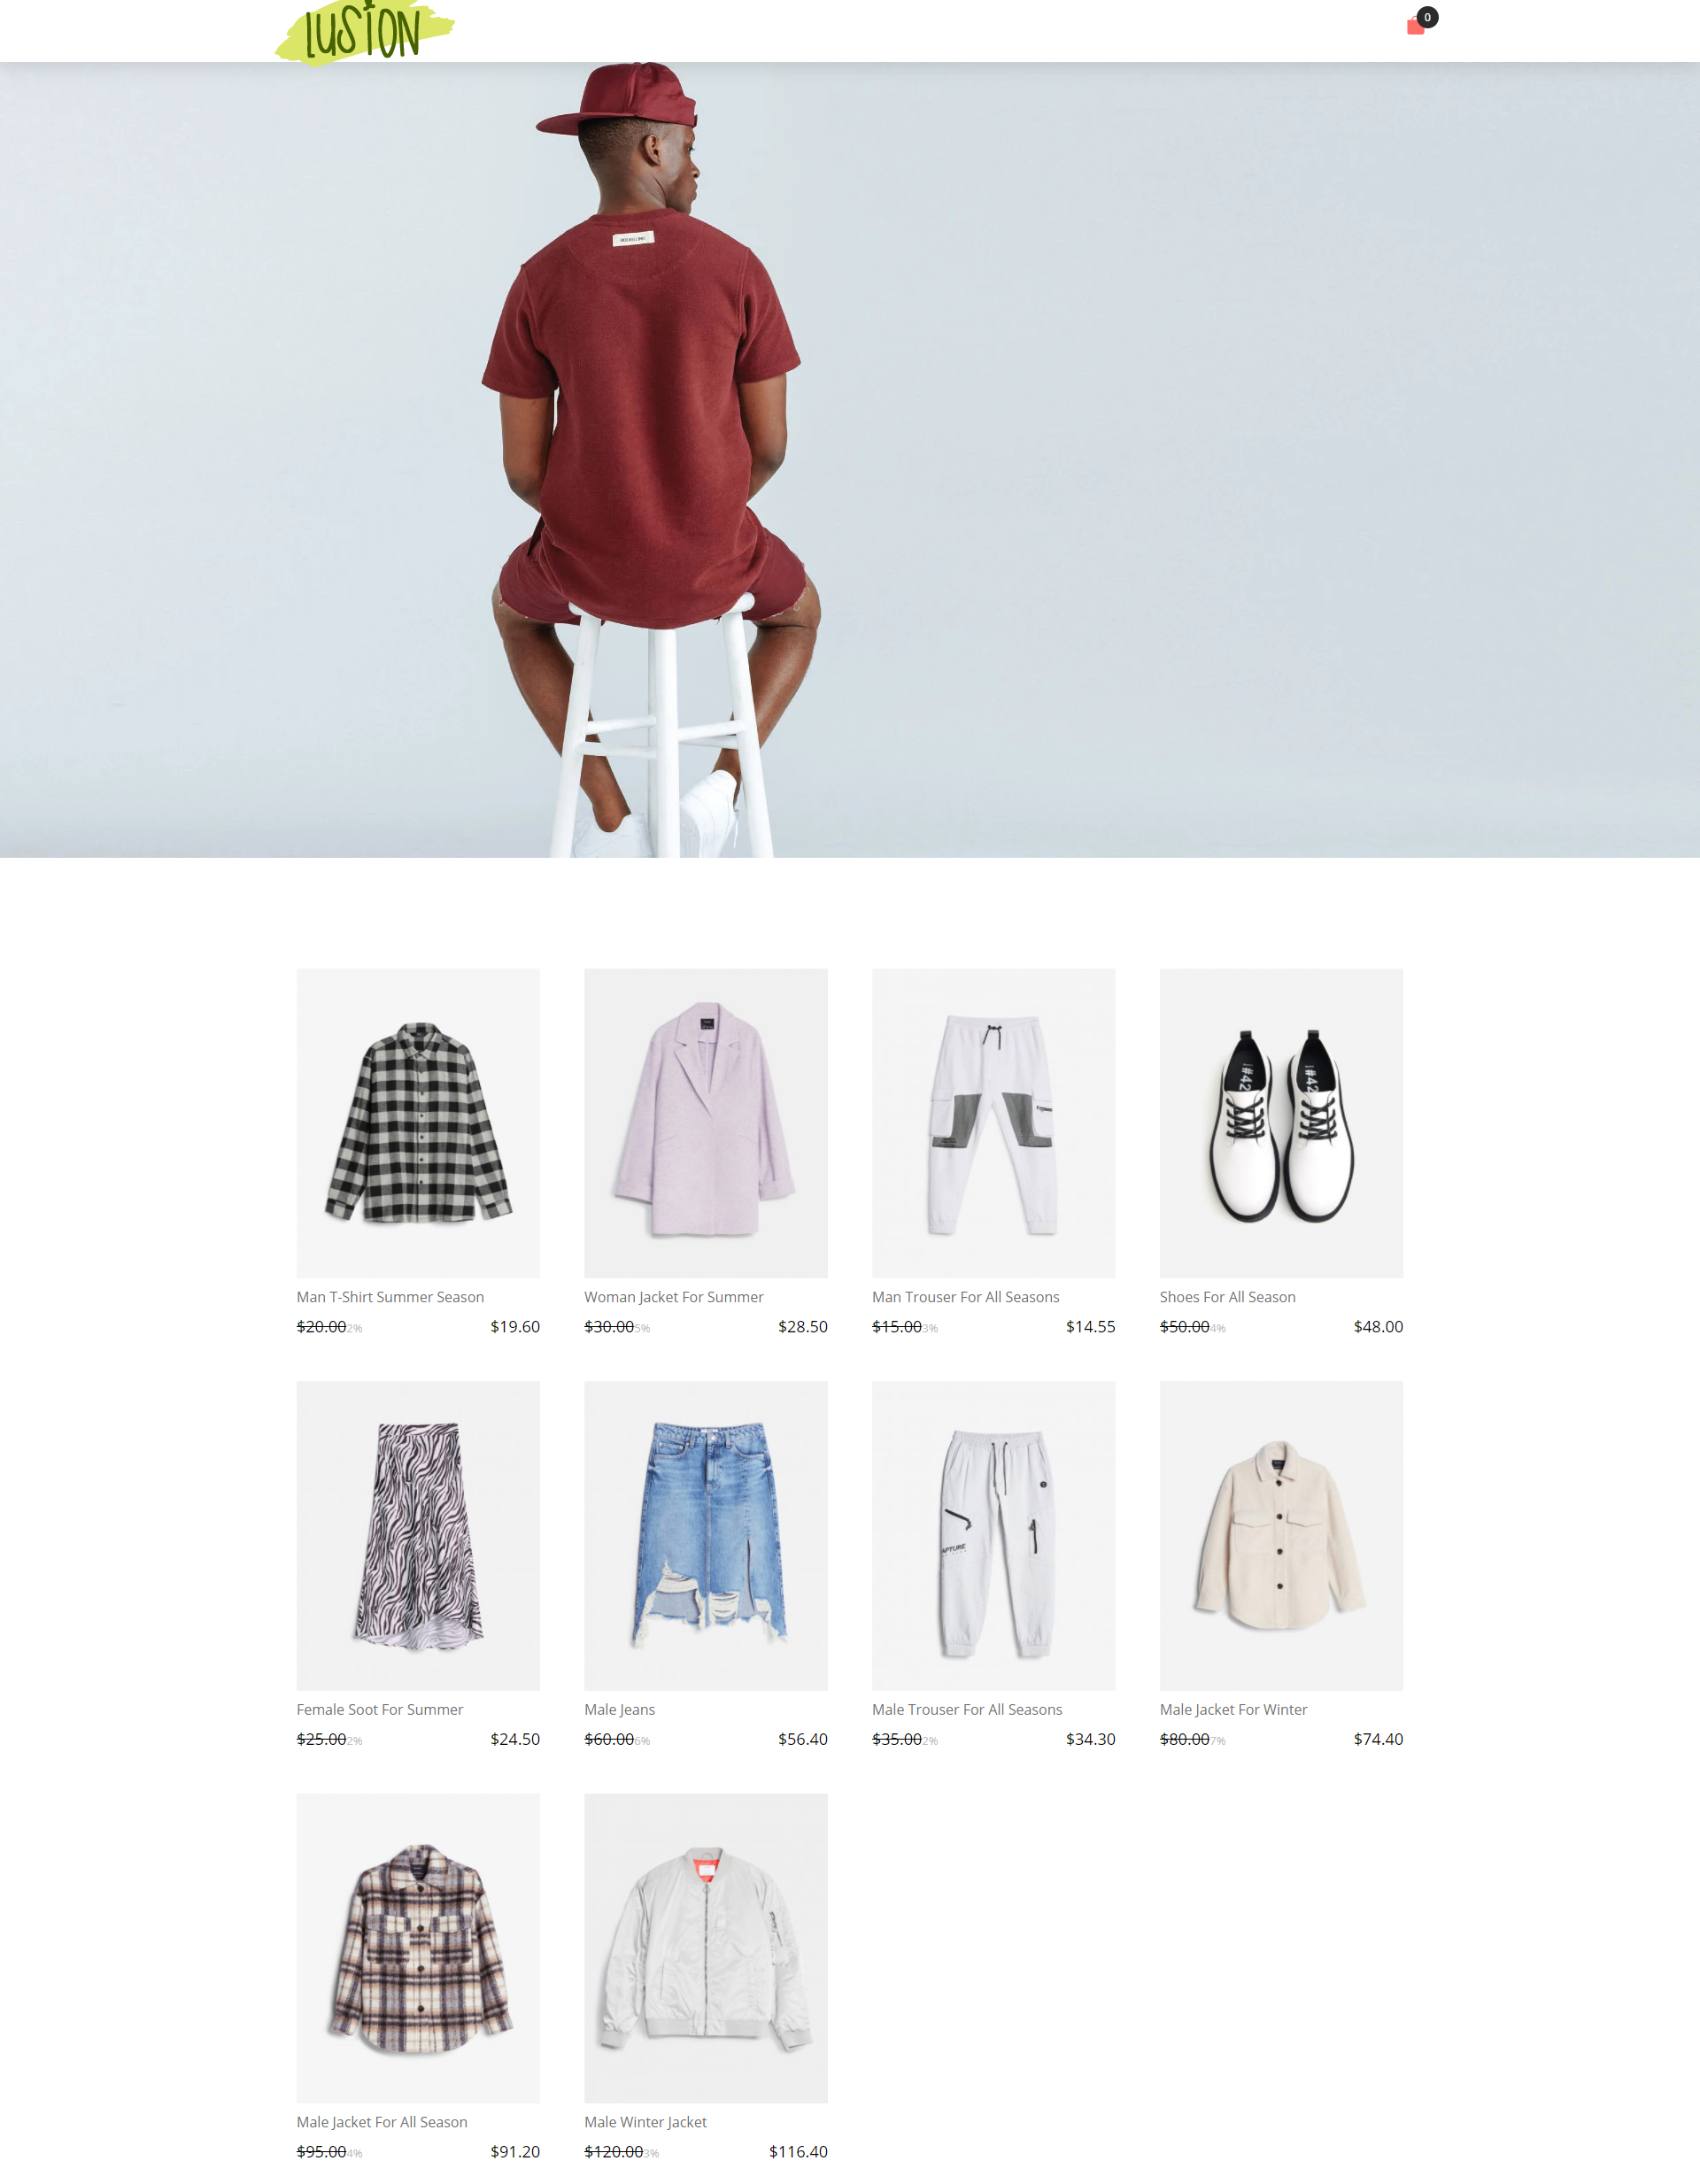 LUSION
0
#42
#42
Man T-Shirt Summer Season
$20.00 2%
$19.60
Woman Jacket For Summer
$30.00 5%
$28.50
Man Trouser For All Seasons
$15.00 3%
$14.55
Shoes For All Season
$50.00 4%
$48.00
APTURE
Female Soot For Summer
$25.00 2%
$24.50
Male Jeans
$60.00 6%
$56.40
Male Trouser For All Seasons
$35.00 2%
$34.30
Male Jacket For Winter
$80.00 7%
$74.40
Male Jacket For All Season
$95.00 4%
$91.20
Male Winter Jacket
$120.00 3%
$116.40